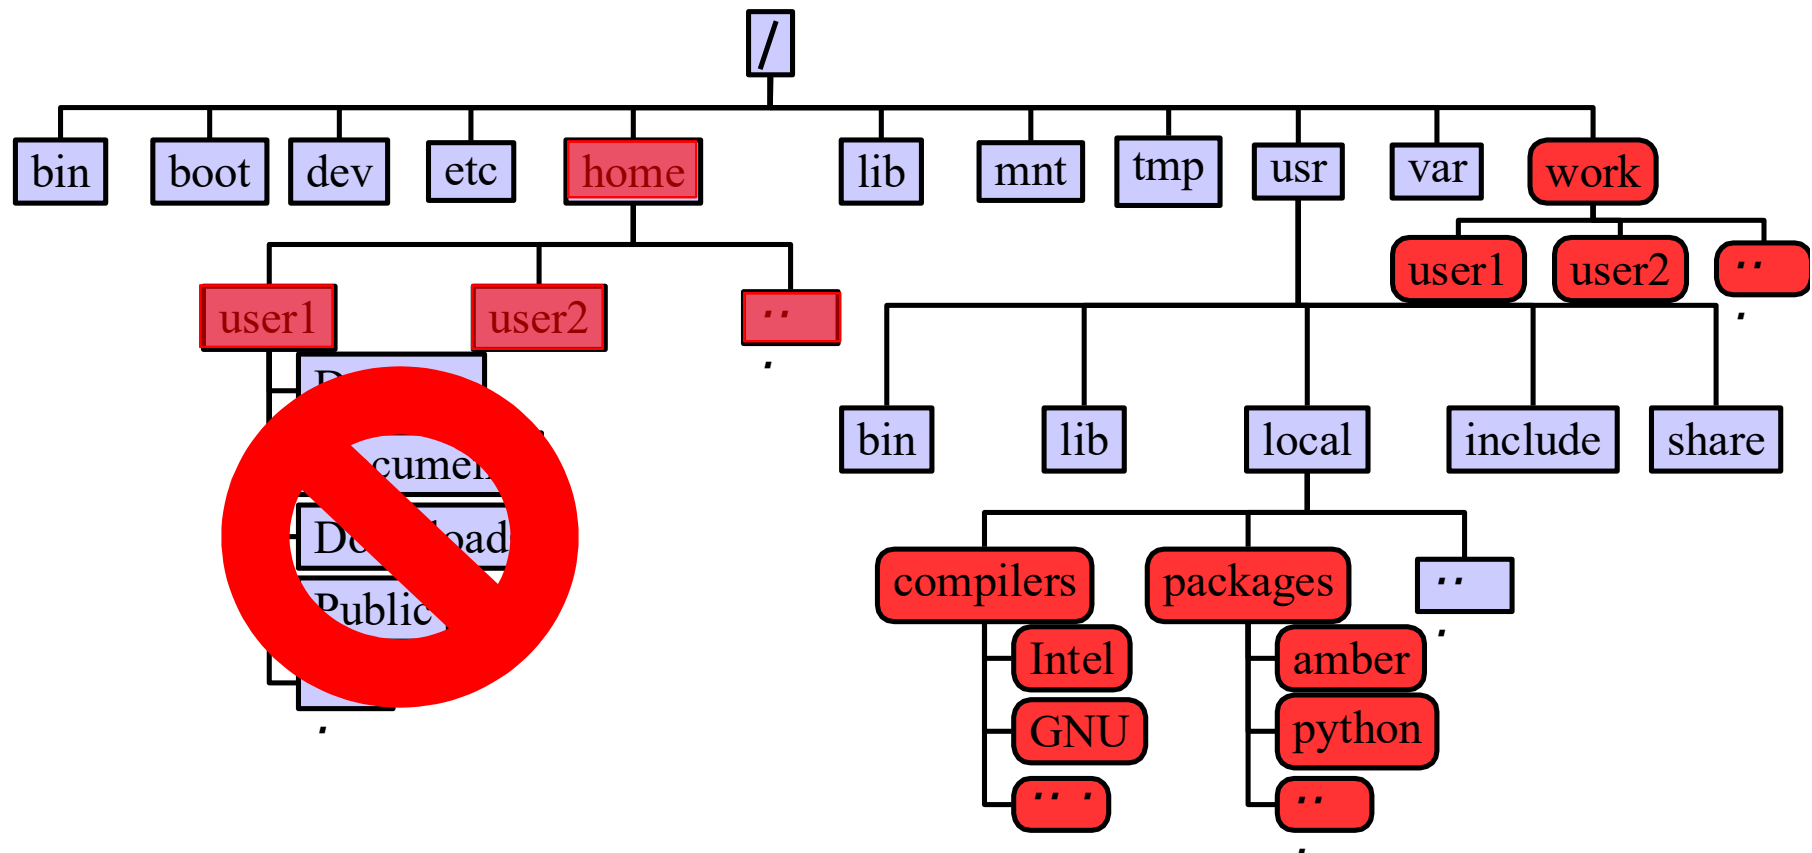 /
bin boot dev etc home lib mnt tmp usr var work
user1 user2 ...
user1 user2 ...
bin lib local include share
Public
compilers packages ...
Intel amber
GNU python
... ...